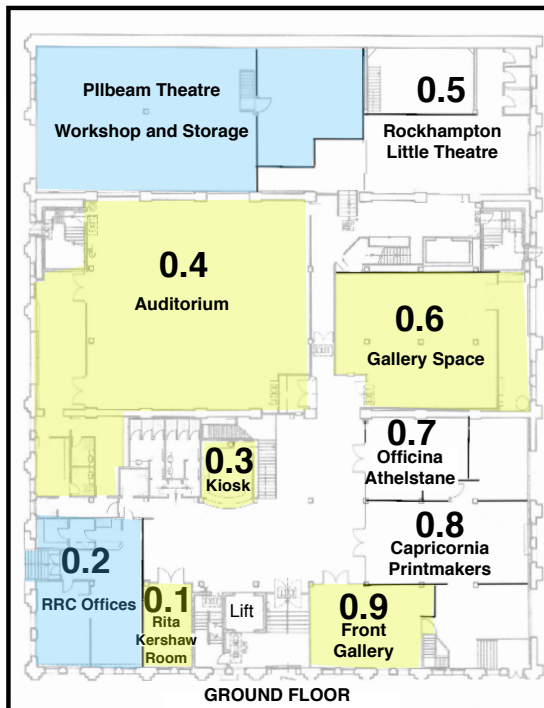 PIlbeam Theatre
Workshop and Storage
0.5
Rockhampton
Little Theatre
0.4
Auditorium
0.6
Gallery Space
0.3
Kiosk
0.7
Officina
Athelstane
0.8
Capricornia
Printmakers
0.2
RRC Offices
0.1
Rita
Kershaw
Room
Lift
0.9
Front
Gallery
GROUND FLOOR